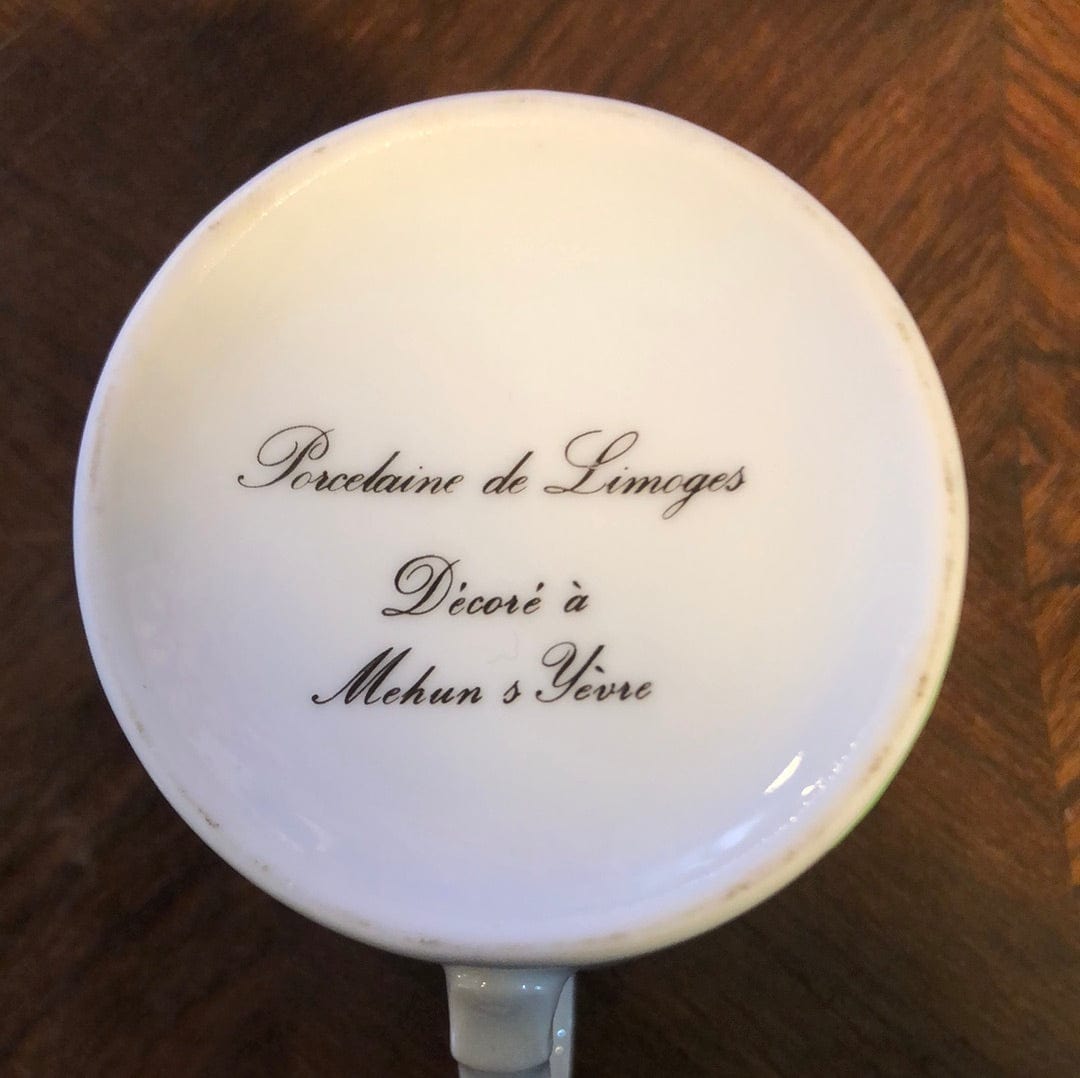 Porcelaine de Limoges
Décoré à
Mehun s Yèvre